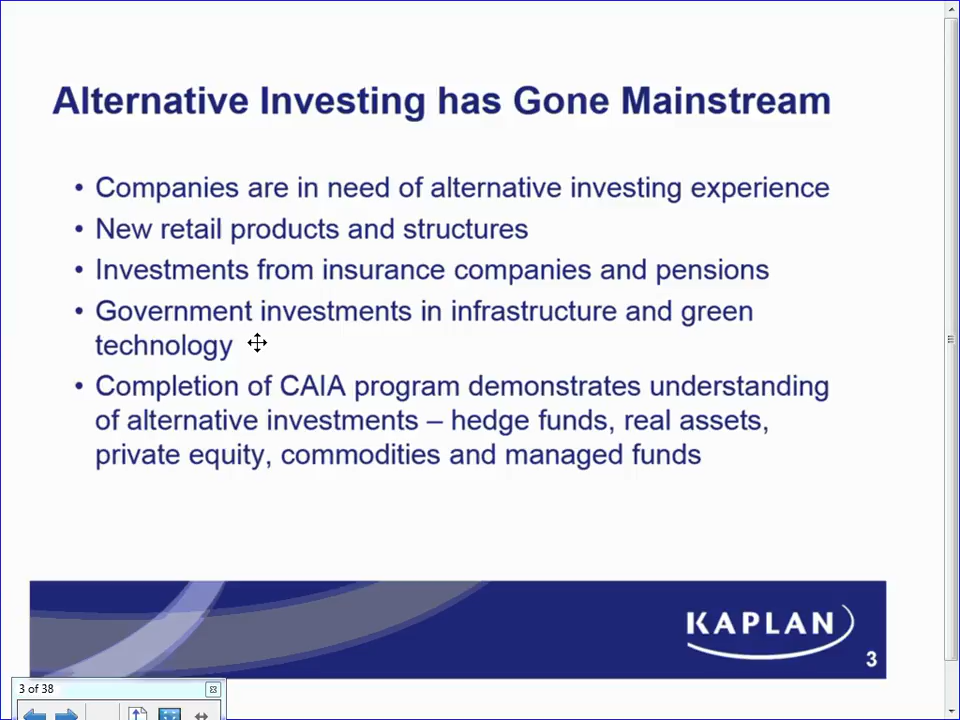 Alternative Investing has Gone Mainstream
• Companies are in need of alternative investing experience
• New retail products and structures
• Investments from insurance companies and pensions
• Government investments in infrastructure and green
technology
• Completion of CAIA program demonstrates understanding
of alternative investments – hedge funds, real assets,
private equity, commodities and managed funds
KAPLAN
3
3 of 38